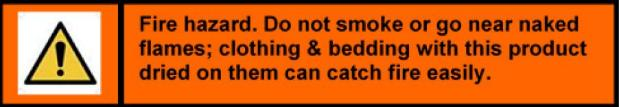 Fire hazard. Do not smoke or go near naked
flames; clothing & bedding with this product
dried on them can catch fire easily.